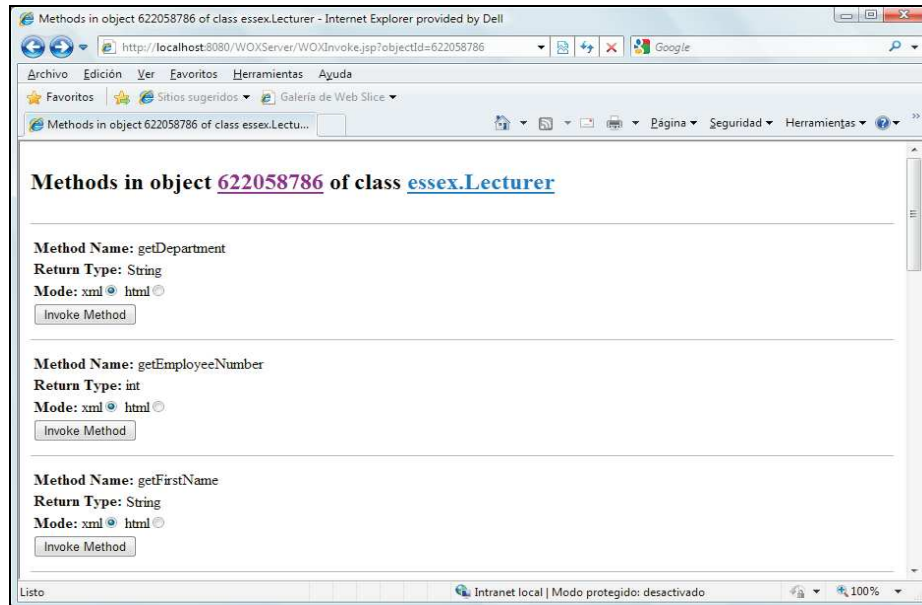 Methods in object 622058786 of class essex.Lecturer - Internet Explorer provided by Dell
http://localhost:8080/WOXServer/WOXInvoke.jsp?objectId=622058786
Google
Archivo Edición Ver Favoritos Herramientas Ayuda
Favoritos Sitios sugeridos Galería de Web Slice
Methods in object 622058786 of class essex.Lectu... Página Seguridad Herramientas
Methods in object 622058786 of class essex.Lecturer
Method Name: getDepartment
Return Type: String
Mode: xml html
Invoke Method
Method Name: getEmployeeNumber
Return Type: int
Mode: xml html
Invoke Method
Method Name: getFirstName
Return Type: String
Mode: xml html
Invoke Method
Listo Intranet local | Modo protegido: desactivado 100%